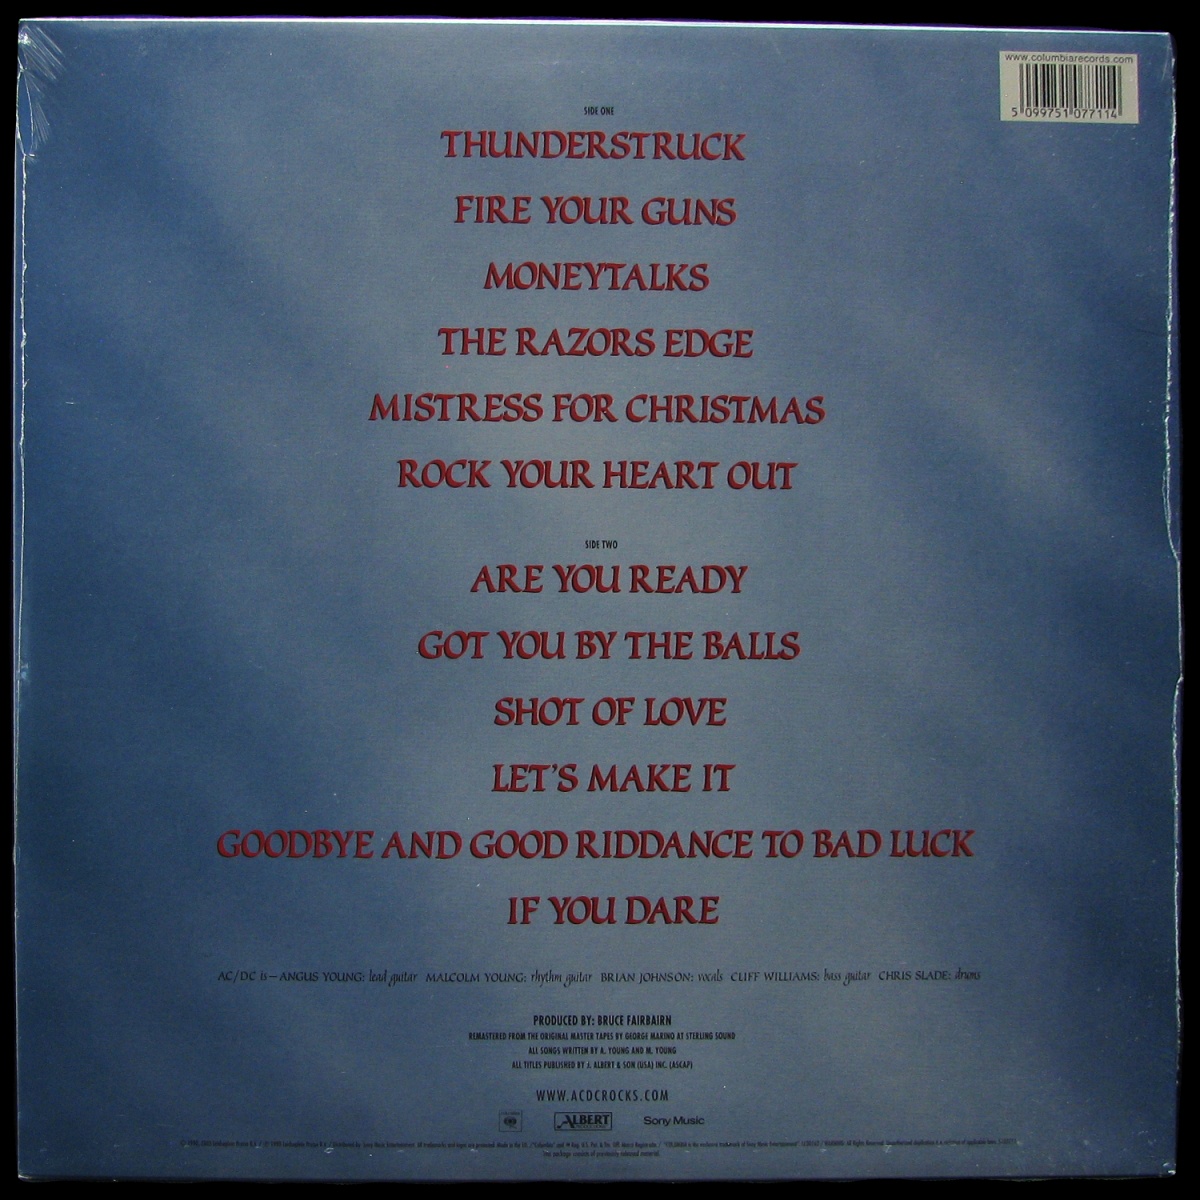 www.columbiarecords.com
5 099751 077114
SIDE ONE
THUNDERSTRUCK
FIRE YOUR GUNS
MONEYTALKS
THE RAZORS EDGE
MISTRESS FOR CHRISTMAS
ROCK YOUR HEART OUT
SIDE TWO
ARE YOU READY
GOT YOU BY THE BALLS
SHOT OF LOVE
LET'S MAKE IT
GOODBYE AND GOOD RIDDANCE TO BAD LUCK
IF YOU DARE
AC/DC is—ANGUS YOUNG: lead guitar MALCOLM YOUNG: rhythm guitar BRIAN JOHNSON: vocals CLIFF WILLIAMS: bass guitar CHRIS SLADE: drums
PRODUCED BY: BRUCE FAIRBAIRN
REMASTERED FROM THE ORIGINAL MASTER TAPES BY GEORGE MARINO AT STERLING SOUND
ALL SONGS WRITTEN BY A. YOUNG AND M. YOUNG
ALL TITLES PUBLISHED BY J. ALBERT & SON (USA) INC. (ASCAP)
WWW.ACDCROCKS.COM
ALBERT Sony Music